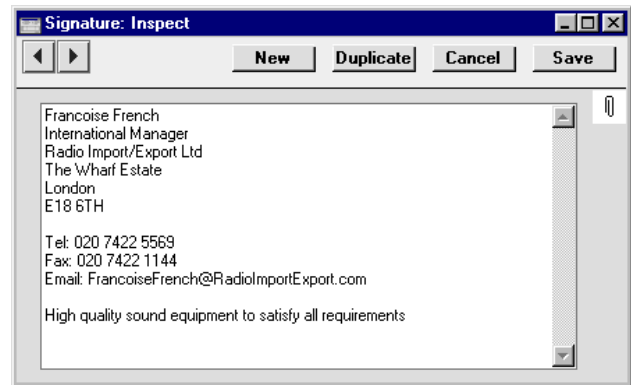 Signature: Inspect
New Duplicate Cancel Save
Francoise French
International Manager
Radio Import/Export Ltd
The Wharf Estate
London
E18 6TH
Tel: 020 7422 5569
Fax: 020 7422 1144
Email: FrancoiseFrench@RadioImportExport.com
High quality sound equipment to satisfy all requirements